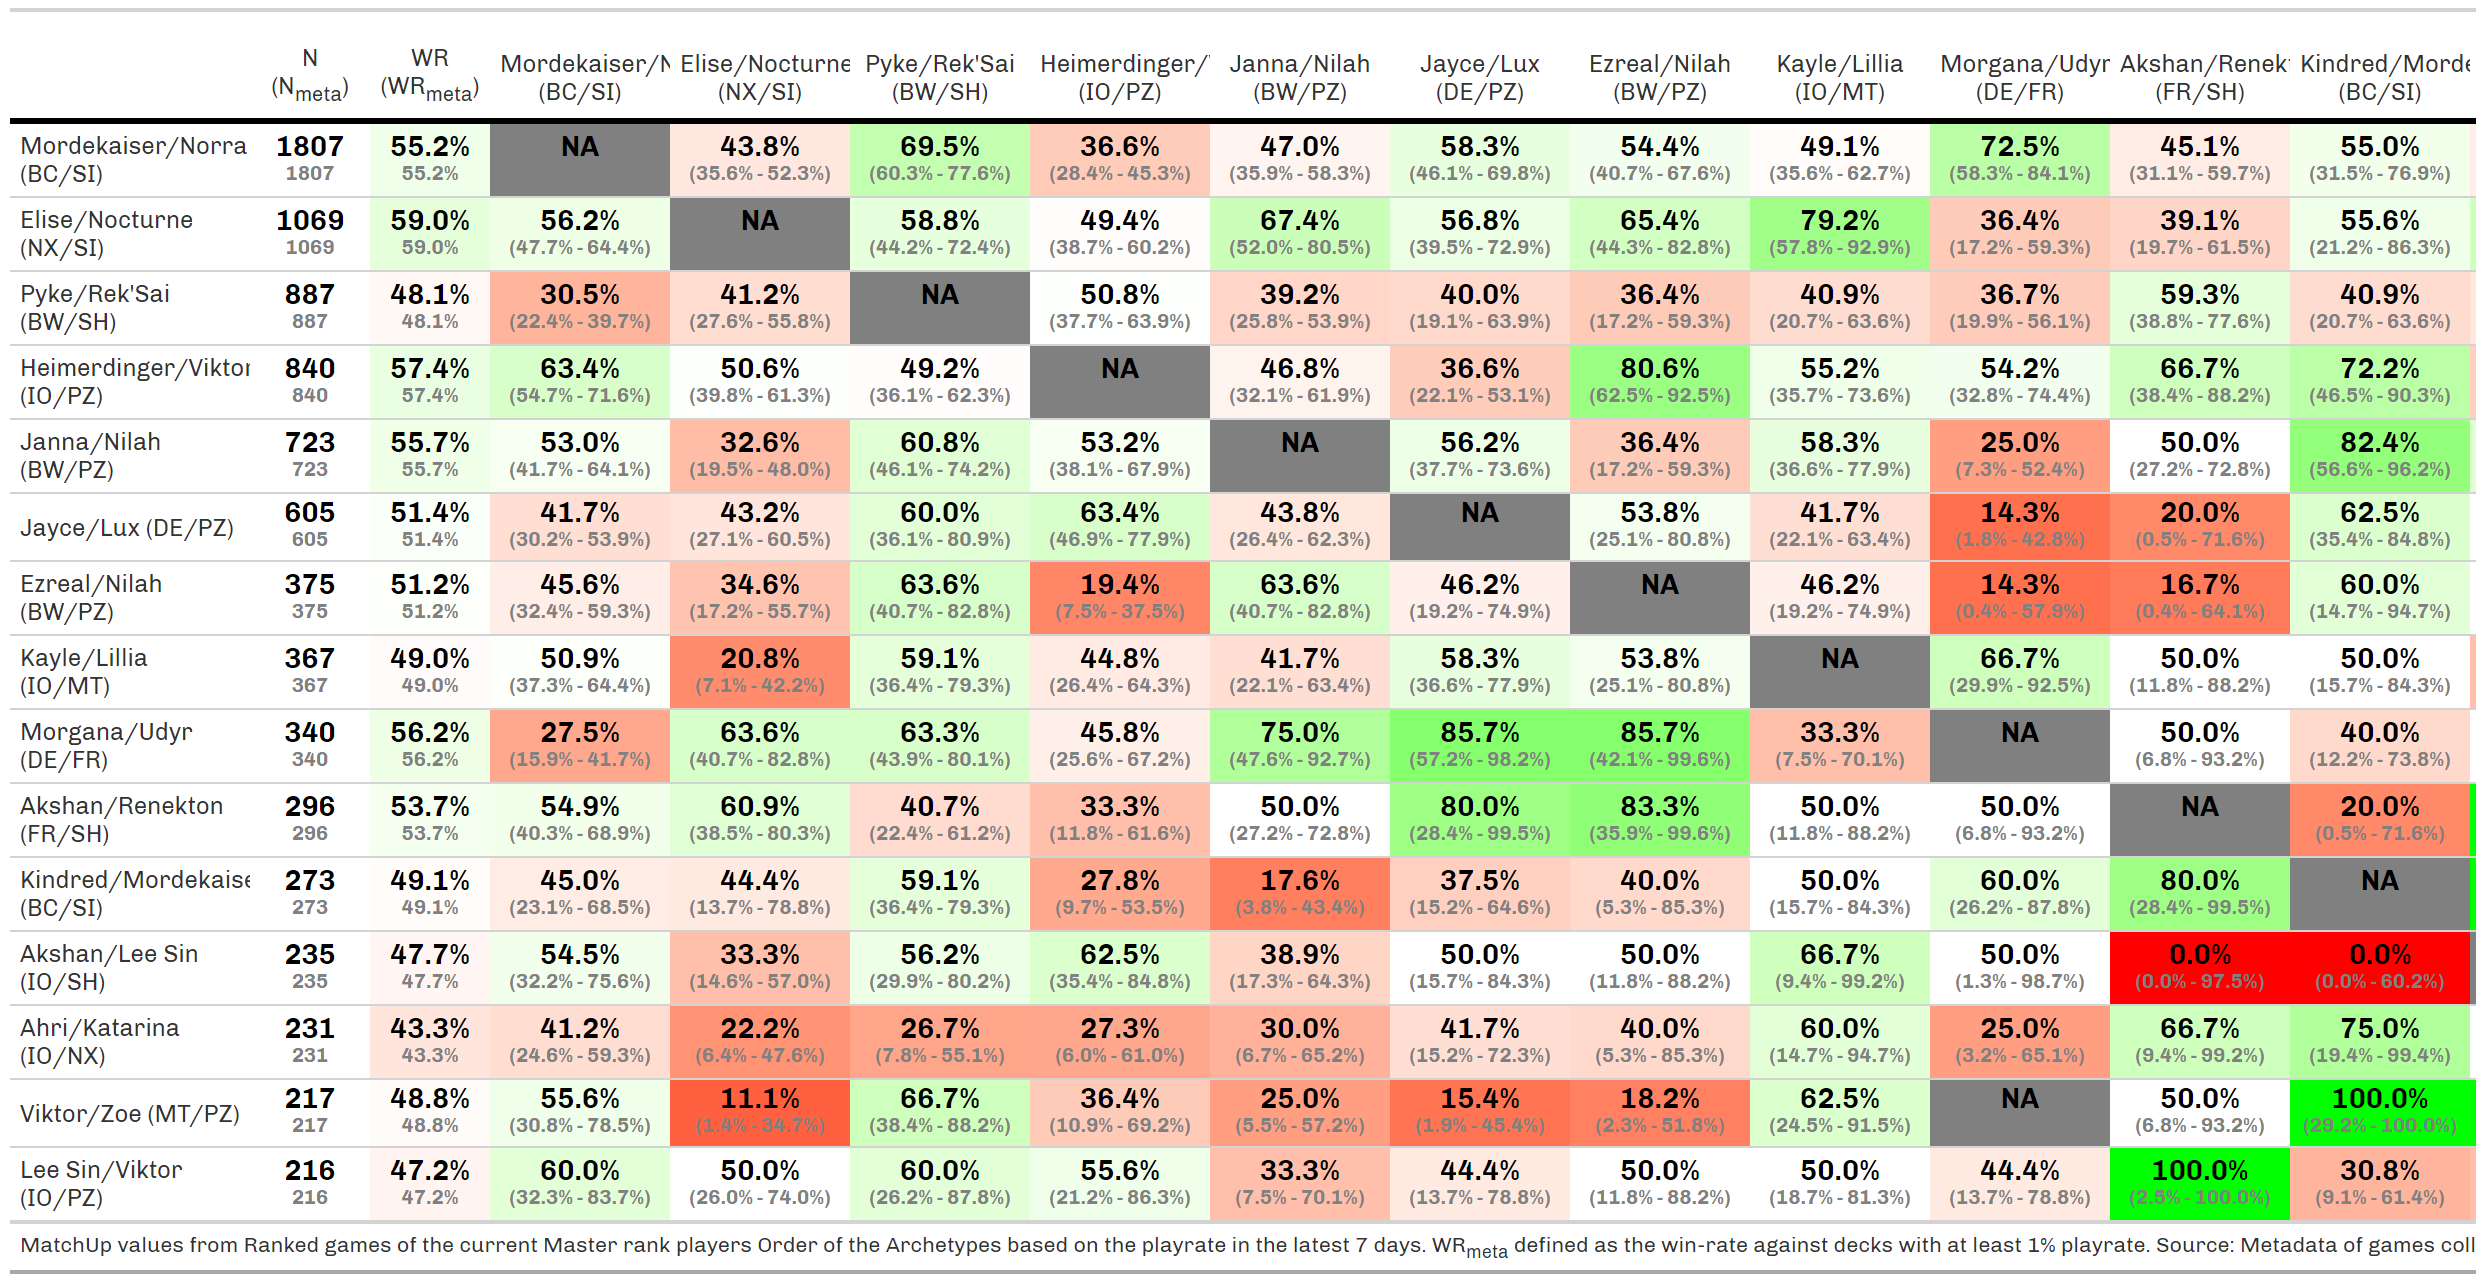 N WR Mordekaiser/N Elise/Nocturne Pyke/Rek'Sai Heimerdinger/ Janna/Nilah Jayce/Lux Ezreal/Nilah Kayle/Lillia Morgana/Udyr Akshan/Renekt Kindred/Morde
(Nmeta) (WRmeta) (BC/SI) (NX/SI) (BW/SH) (IO/PZ) (BW/PZ) (DE/PZ) (BW/PZ) (IO/MT) (DE/FR) (FR/SH) (BC/SI)
Mordekaiser/Norra 1807 55.2% NA 43.8% 69.5% 36.6% 47.0% 58.3% 54.4% 49.1% 72.5% 45.1% 55.0%
(BC/SI) 1807 55.2% (35.6% - 52.3%) (60.3% - 77.6%) (28.4% - 45.3%) (35.9% - 58.3%) (46.1% - 69.8%) (40.7% - 67.6%) (35.6% - 62.7%) (58.3% - 84.1%) (31.1% - 59.7%) (31.5% - 76.9%)
Elise/Nocturne 1069 59.0% 56.2% NA 58.8% 49.4% 67.4% 56.8% 65.4% 79.2% 36.4% 39.1% 55.6%
(NX/SI) 1069 59.0% (47.7% - 64.4%) (44.2% - 72.4%) (38.7% - 60.2%) (52.0% - 80.5%) (39.5% - 72.9%) (44.3% - 82.8%) (57.8% - 92.9%) (17.2% - 59.3%) (19.7% - 61.5%) (21.2% - 86.3%)
Pyke/Rek'Sai 887 48.1% 30.5% 41.2% NA 50.8% 39.2% 40.0% 36.4% 40.9% 36.7% 59.3% 40.9%
(BW/SH) 887 48.1% (22.4% - 39.7%) (27.6% - 55.8%) (37.7% - 63.9%) (25.8% - 53.9%) (19.1% - 63.9%) (17.2% - 59.3%) (20.7% - 63.6%) (19.9% - 56.1%) (38.8% - 77.6%) (20.7% - 63.6%)
Heimerdinger/Viktor 840 57.4% 63.4% 50.6% 49.2% NA 46.8% 36.6% 80.6% 55.2% 54.2% 66.7% 72.2%
(IO/PZ) 840 57.4% (54.7% - 71.6%) (39.8% - 61.3%) (36.1% - 62.3%) (32.1% - 61.9%) (22.1% - 53.1%) (62.5% - 92.5%) (35.7% - 73.6%) (32.8% - 74.4%) (38.4% - 88.2%) (46.5% - 90.3%)
Janna/Nilah 723 55.7% 53.0% 32.6% 60.8% 53.2% NA 56.2% 36.4% 58.3% 25.0% 50.0% 82.4%
(BW/PZ) 723 55.7% (41.7% - 64.1%) (19.5% - 48.0%) (46.1% - 74.2%) (38.1% - 67.9%) (37.7% - 73.6%) (17.2% - 59.3%) (36.6% - 77.9%) (7.3% - 52.4%) (27.2% - 72.8%) (56.6% - 96.2%)
Jayce/Lux (DE/PZ) 605 51.4% 41.7% 43.2% 60.0% 63.4% 43.8% NA 53.8% 41.7% 14.3% 20.0% 62.5%
605 51.4% (30.2% - 53.9%) (27.1% - 60.5%) (36.1% - 80.9%) (46.9% - 77.9%) (26.4% - 62.3%) (25.1% - 80.8%) (22.1% - 63.4%) (1.8% - 42.8%) (0.5% - 71.6%) (35.4% - 84.8%)
Ezreal/Nilah 375 51.2% 45.6% 34.6% 63.6% 19.4% 63.6% 46.2% NA 46.2% 14.3% 16.7% 60.0%
(BW/PZ) 375 51.2% (32.4% - 59.3%) (17.2% - 55.7%) (40.7% - 82.8%) (7.5% - 37.5%) (40.7% - 82.8%) (19.2% - 74.9%) (19.2% - 74.9%) (0.4% - 57.9%) (0.4% - 64.1%) (14.7% - 94.7%)
Kayle/Lillia 367 49.0% 50.9% 20.8% 59.1% 44.8% 41.7% 58.3% 53.8% NA 66.7% 50.0% 50.0%
(IO/MT) 367 49.0% (37.3% - 64.4%) (7.1% - 42.2%) (36.4% - 79.3%) (26.4% - 64.3%) (22.1% - 63.4%) (36.6% - 77.9%) (25.1% - 80.8%) (29.9% - 92.5%) (11.8% - 88.2%) (15.7% - 84.3%)
Morgana/Udyr 340 56.2% 27.5% 63.6% 63.3% 45.8% 75.0% 85.7% 85.7% 33.3% NA 50.0% 40.0%
(DE/FR) 340 56.2% (15.9% - 41.7%) (40.7% - 82.8%) (43.9% - 80.1%) (25.6% - 67.2%) (47.6% - 92.7%) (57.2% - 98.2%) (42.1% - 99.6%) (7.5% - 70.1%) (6.8% - 93.2%) (12.2% - 73.8%)
Akshan/Renekton 296 53.7% 54.9% 60.9% 40.7% 33.3% 50.0% 80.0% 83.3% 50.0% 50.0% NA 20.0%
(FR/SH) 296 53.7% (40.3% - 68.9%) (38.5% - 80.3%) (22.4% - 61.2%) (11.8% - 61.6%) (27.2% - 72.8%) (28.4% - 99.5%) (35.9% - 99.6%) (11.8% - 88.2%) (6.8% - 93.2%) (0.5% - 71.6%)
Kindred/Mordekaise 273 49.1% 45.0% 44.4% 59.1% 27.8% 17.6% 37.5% 40.0% 50.0% 60.0% 80.0% NA
(BC/SI) 273 49.1% (23.1% - 68.5%) (13.7% - 78.8%) (36.4% - 79.3%) (9.7% - 53.5%) (3.8% - 43.4%) (15.2% - 64.6%) (5.3% - 85.3%) (15.7% - 84.3%) (26.2% - 87.8%) (28.4% - 99.5%)
Akshan/Lee Sin 235 47.7% 54.5% 33.3% 56.2% 62.5% 38.9% 50.0% 50.0% 66.7% 50.0% 0.0% 0.0%
(IO/SH) 235 47.7% (32.2% - 75.6%) (14.6% - 57.0%) (29.9% - 80.2%) (35.4% - 84.8%) (17.3% - 64.3%) (15.7% - 84.3%) (11.8% - 88.2%) (9.4% - 99.2%) (1.3% - 98.7%) (0.0% - 97.5%) (0.0% - 60.2%)
Ahri/Katarina 231 43.3% 41.2% 22.2% 26.7% 27.3% 30.0% 41.7% 40.0% 60.0% 25.0% 66.7% 75.0%
(IO/NX) 231 43.3% (24.6% - 59.3%) (6.4% - 47.6%) (7.8% - 55.1%) (6.0% - 61.0%) (6.7% - 65.2%) (15.2% - 72.3%) (5.3% - 85.3%) (14.7% - 94.7%) (3.2% - 65.1%) (9.4% - 99.2%) (19.4% - 99.4%)
Viktor/Zoe (MT/PZ) 217 48.8% 55.6% 11.1% 66.7% 36.4% 25.0% 15.4% 18.2% 62.5% NA 50.0% 100.0%
217 48.8% (30.8% - 78.5%) (1.4% - 34.7%) (38.4% - 88.2%) (10.9% - 69.2%) (5.5% - 57.2%) (1.9% - 45.4%) (2.3% - 51.8%) (24.5% - 91.5%) (6.8% - 93.2%) (29.2% - 100.0%)
Lee Sin/Viktor 216 47.2% 60.0% 50.0% 60.0% 55.6% 33.3% 44.4% 50.0% 50.0% 44.4% 100.0% 30.8%
(IO/PZ) 216 47.2% (32.3% - 83.7%) (26.0% - 74.0%) (26.2% - 87.8%) (21.2% - 86.3%) (7.5% - 70.1%) (13.7% - 78.8%) (11.8% - 88.2%) (18.7% - 81.3%) (13.7% - 78.8%) (2.5% - 100.0%) (9.1% - 61.4%)
MatchUp values from Ranked games of the current Master rank players Order of the Archetypes based on the playrate in the latest 7 days. WRmeta defined as the win-rate against decks with at least 1% playrate. Source: Metadata of games coll